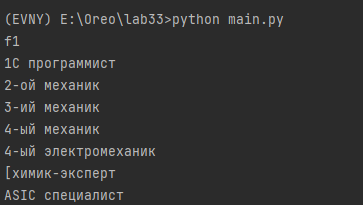 (EVNY) E:\Oreo\lab33>python main.py
f1
1C программист
2-ой механик
3-ий механик
4-ый механик
4-ый электромеханик
[химик-эксперт
ASIC специалист